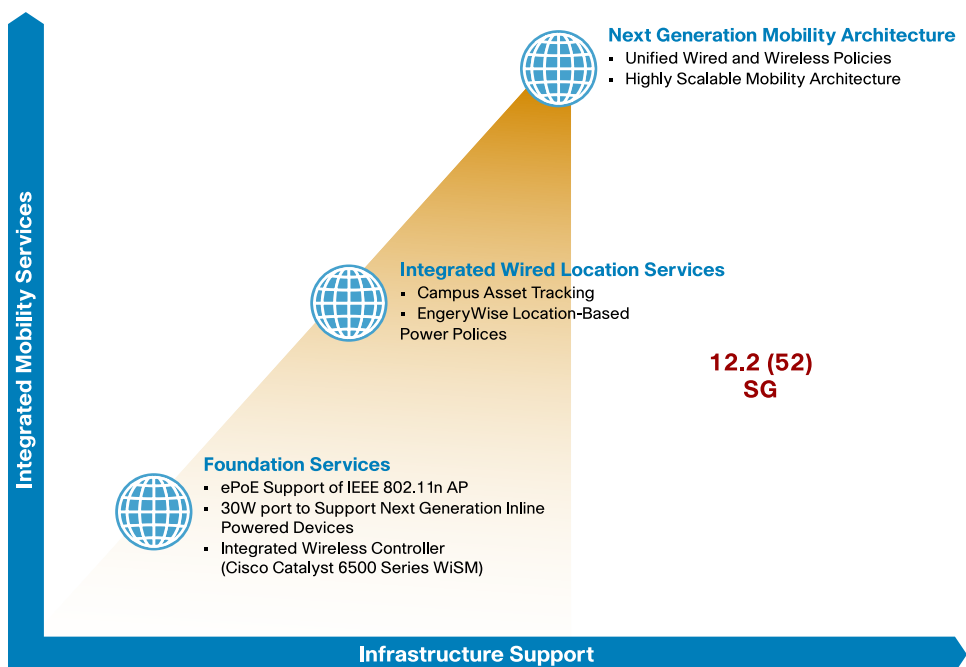 Next Generation Mobility Architecture
▪ Unified Wired and Wireless Policies
▪ Highly Scalable Mobility Architecture
Integrated Mobility Services
Integrated Wired Location Services
▪ Campus Asset Tracking
▪ EngeryWise Location-Based
Power Polices
12.2 (52)
SG
Foundation Services
▪ ePoE Support of IEEE 802.11n AP
▪ 30W port to Support Next Generation Inline
Powered Devices
▪ Integrated Wireless Controller
(Cisco Catalyst 6500 Series WiSM)
Infrastructure Support